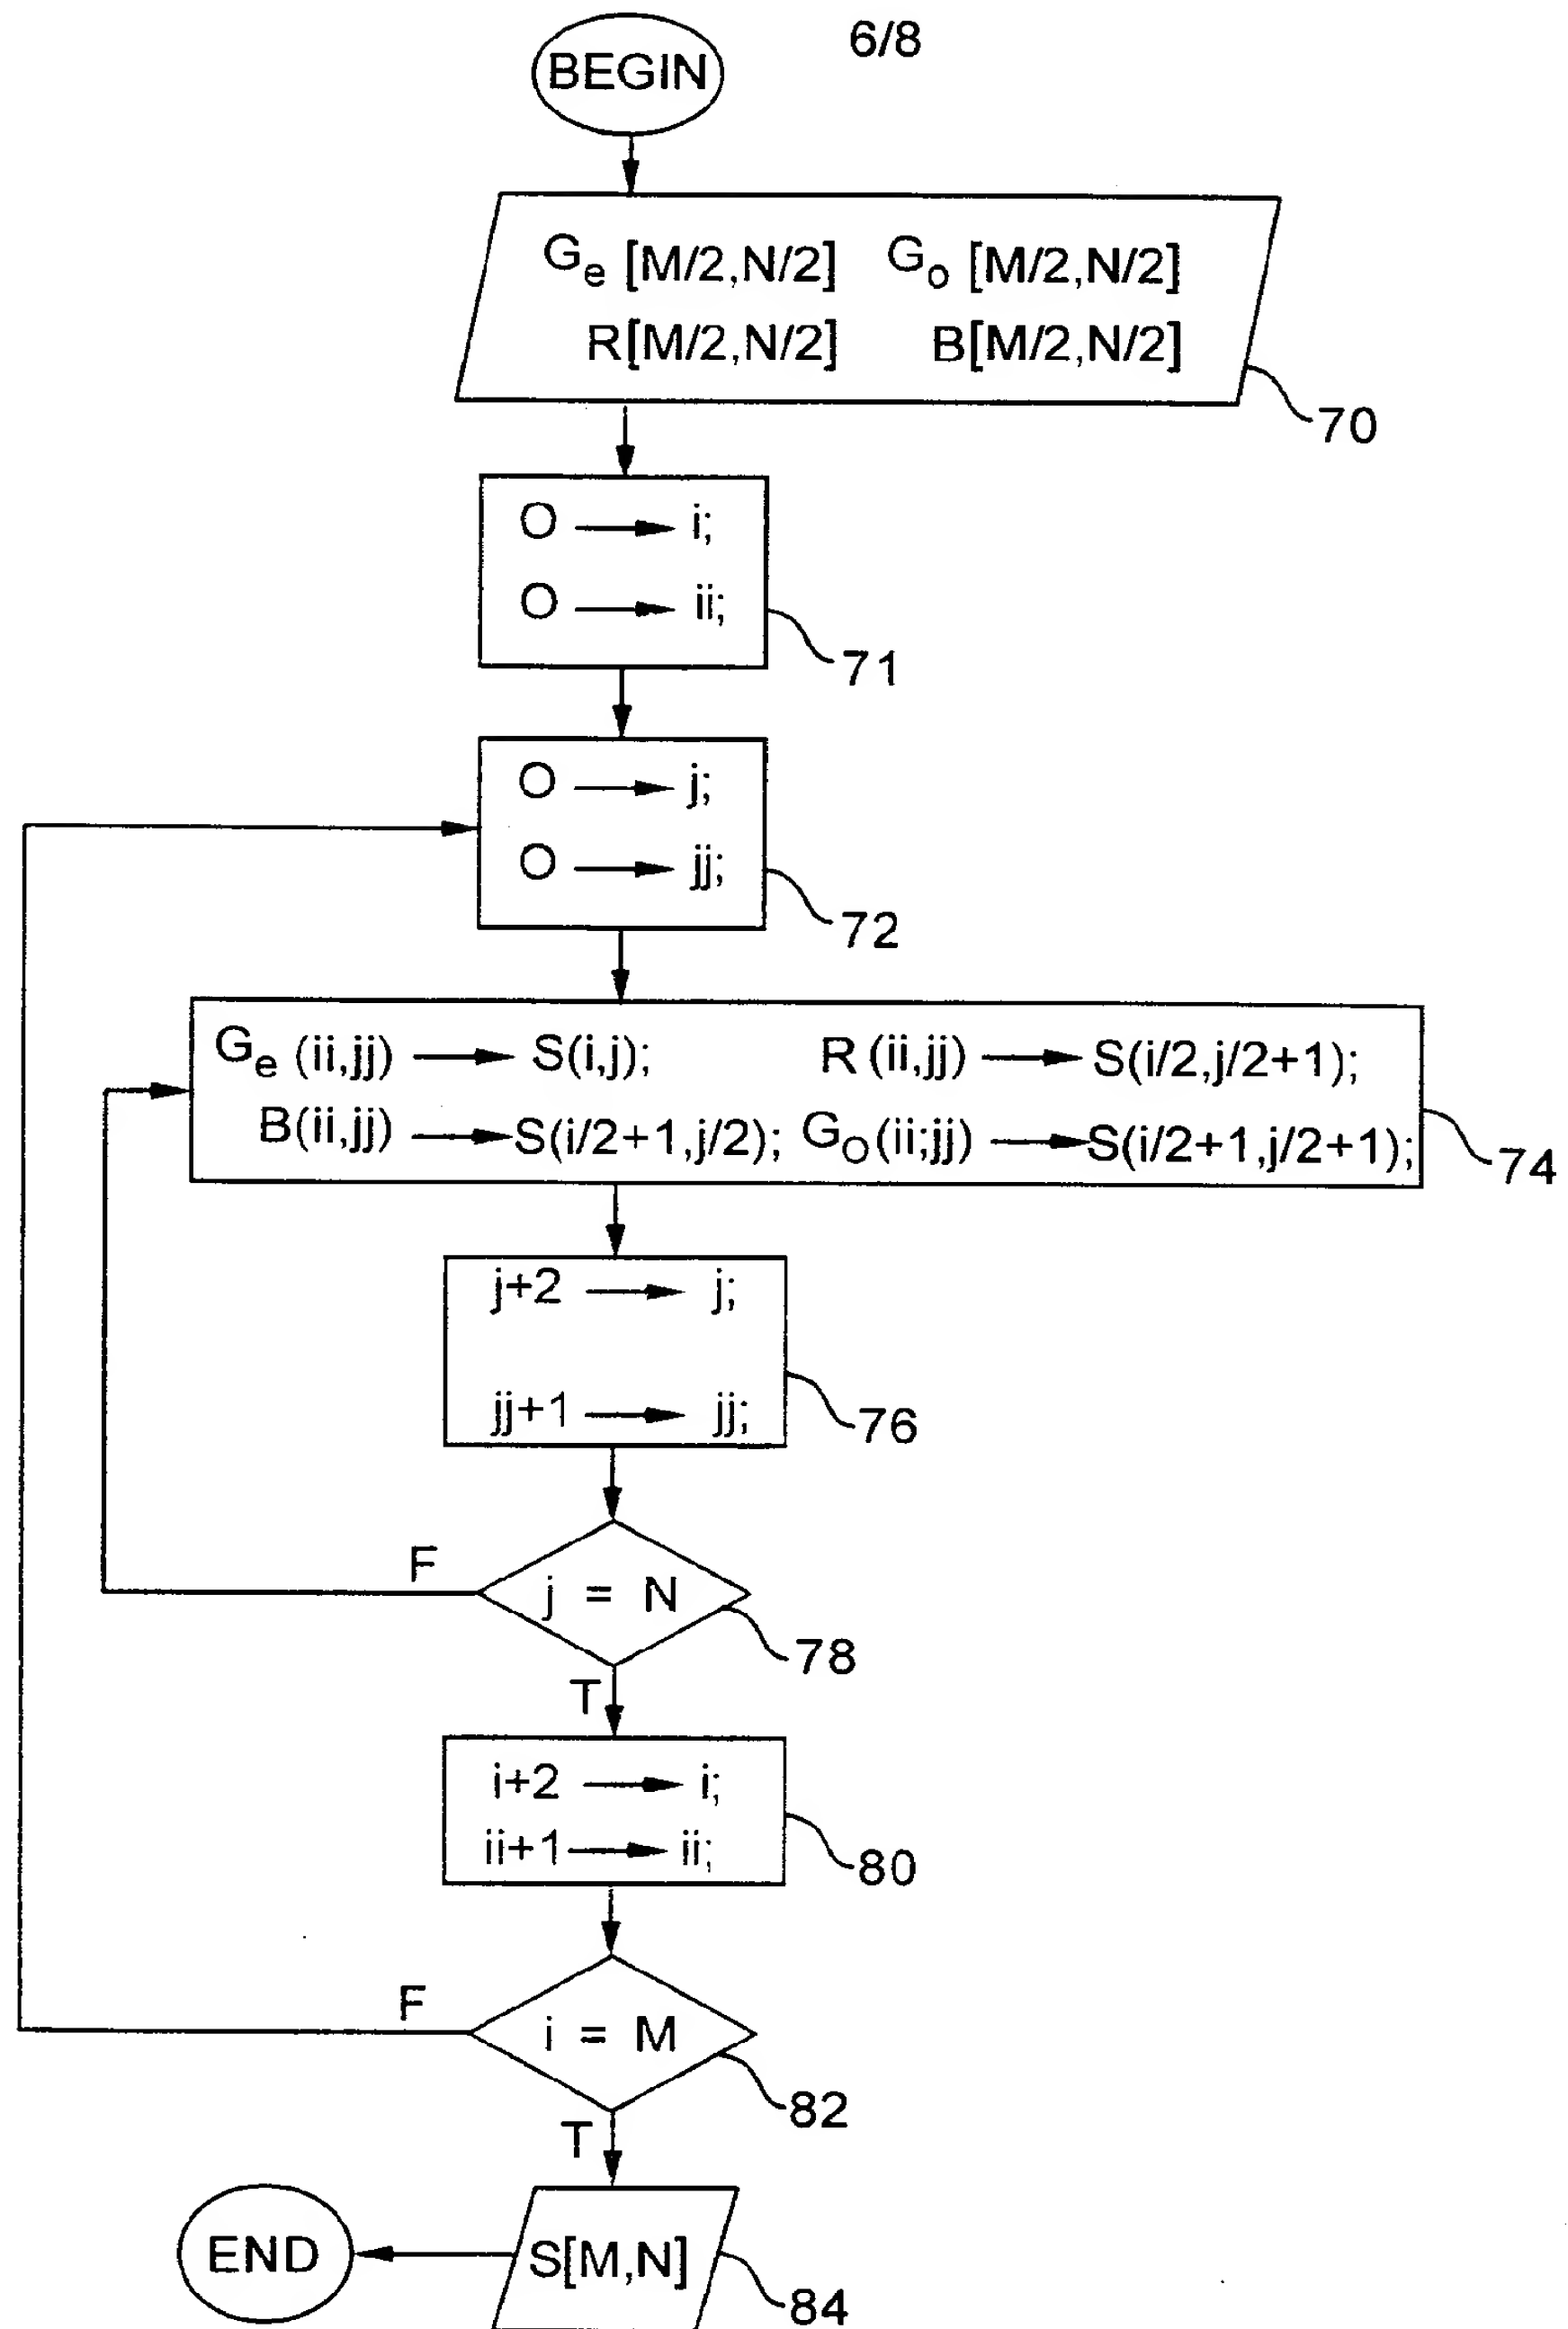 6/8
BEGIN
Ge [M/2,N/2] Go [M/2,N/2]
R[M/2,N/2] B[M/2,N/2]
70
O → i;
O → ii;
71
O → j;
O → jj;
72
Ge (ii,jj) → S(i,j); R (ii,jj) → S(i/2,j/2+1);
B(ii,jj) → S(i/2+1,j/2); GO(ii;jj) → S(i/2+1,j/2+1);
74
j+2 → j;
jj+1 → jj;
76
F
j = N
78
T
i+2 → i;
ii+1 → ii;
80
F
i = M
82
T
END
S[M,N]
84